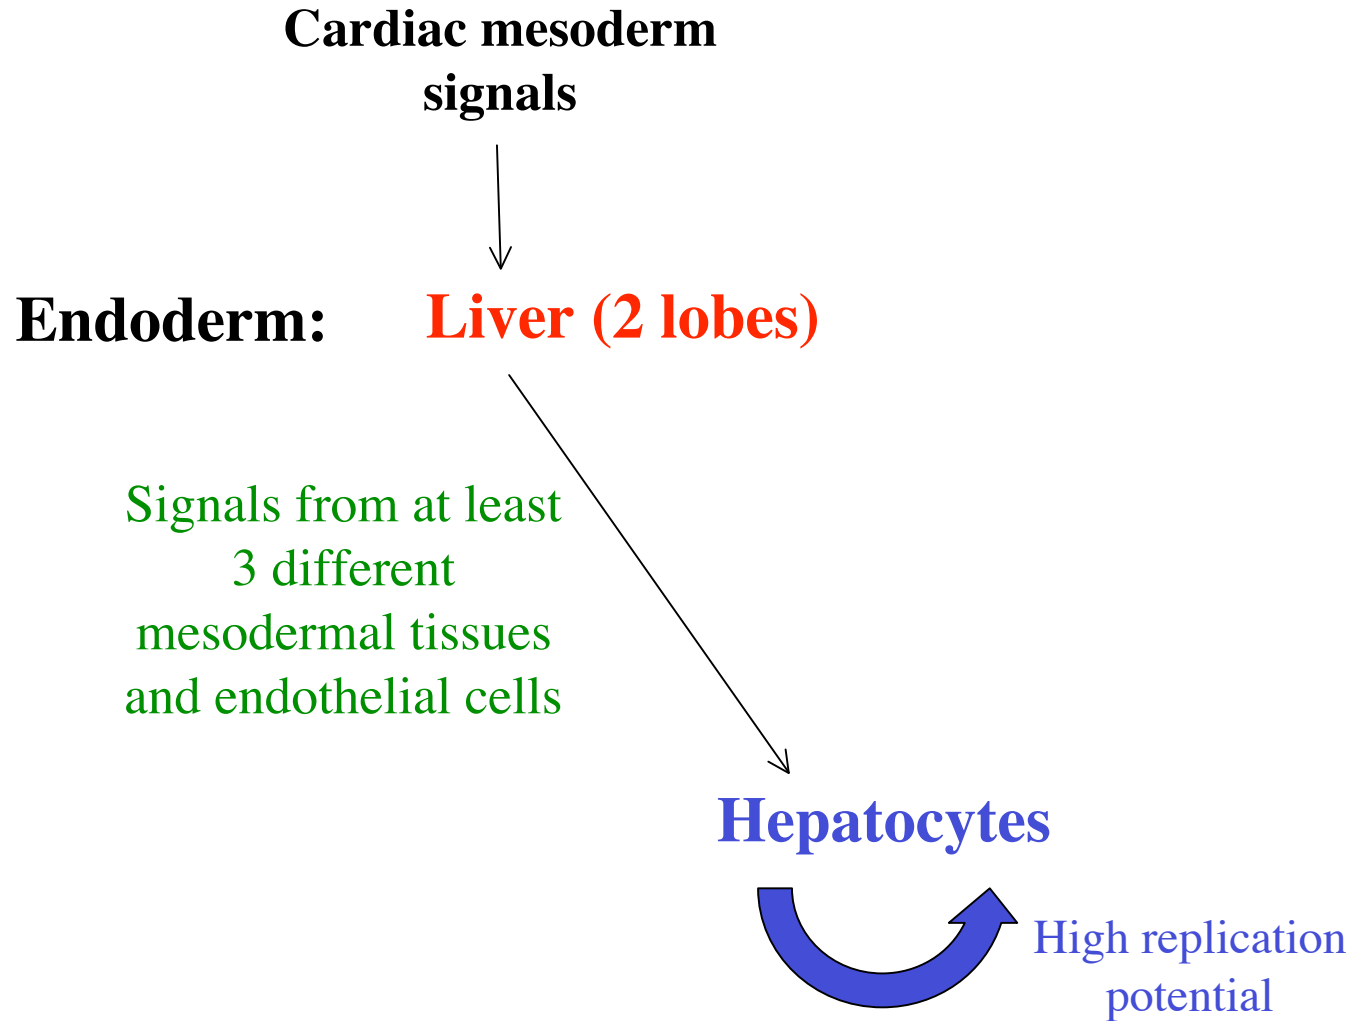 Cardiac mesoderm
signals
Endoderm:
Liver (2 lobes)
Signals from at least
3 different
mesodermal tissues
and endothelial cells
Hepatocytes
High replication
potential